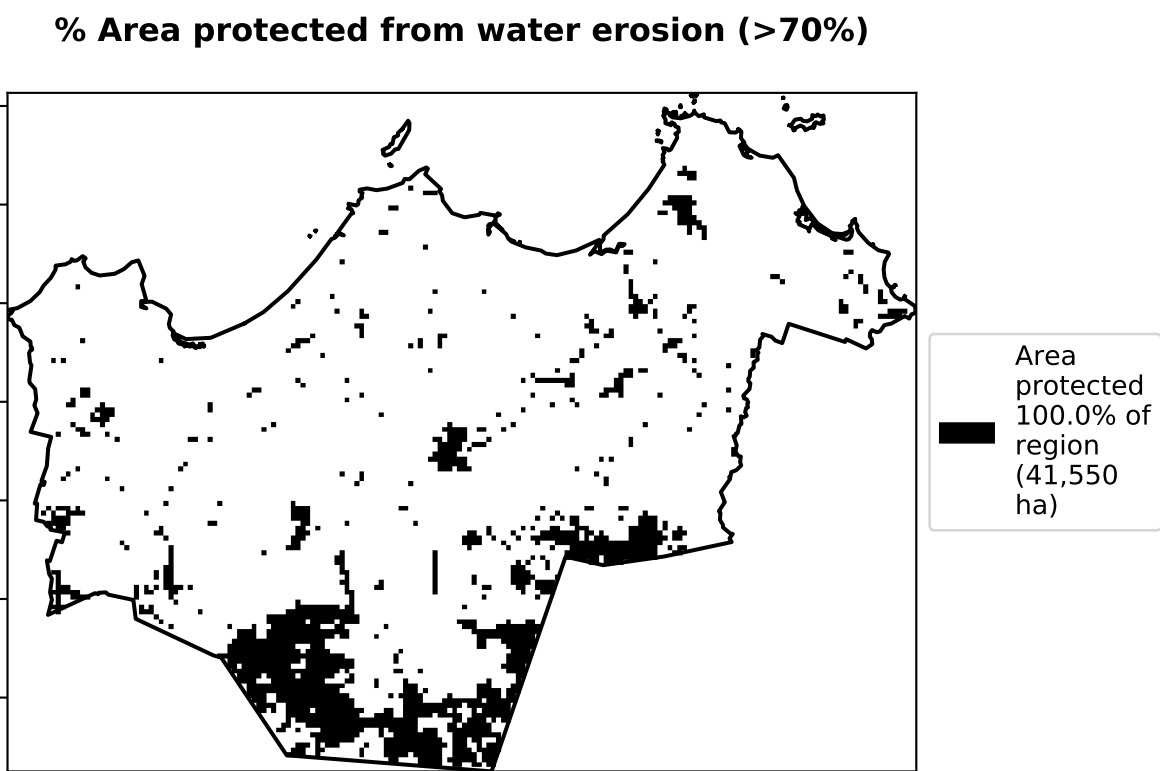 % Area protected from water erosion (>70%)
Area
protected
100.0% of
region
(41,550
ha)